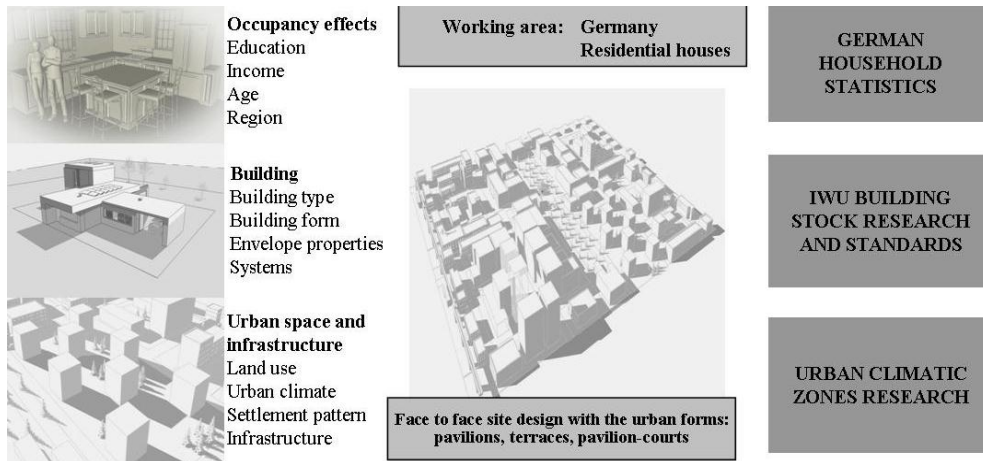 Occupancy effects
Education
Income
Age
Region
Building
Building type
Building form
Envelope properties
Systems
Urban space and
infrastructure
Land use
Urban climate
Settlement pattern
Infrastructure
Working area: Germany
Residential houses
Face to face site design with the urban forms:
pavilions, terraces, pavilion-courts
GERMAN
HOUSEHOLD
STATISTICS
IWU BUILDING
STOCK RESEARCH
AND STANDARDS
URBAN CLIMATIC
ZONES RESEARCH